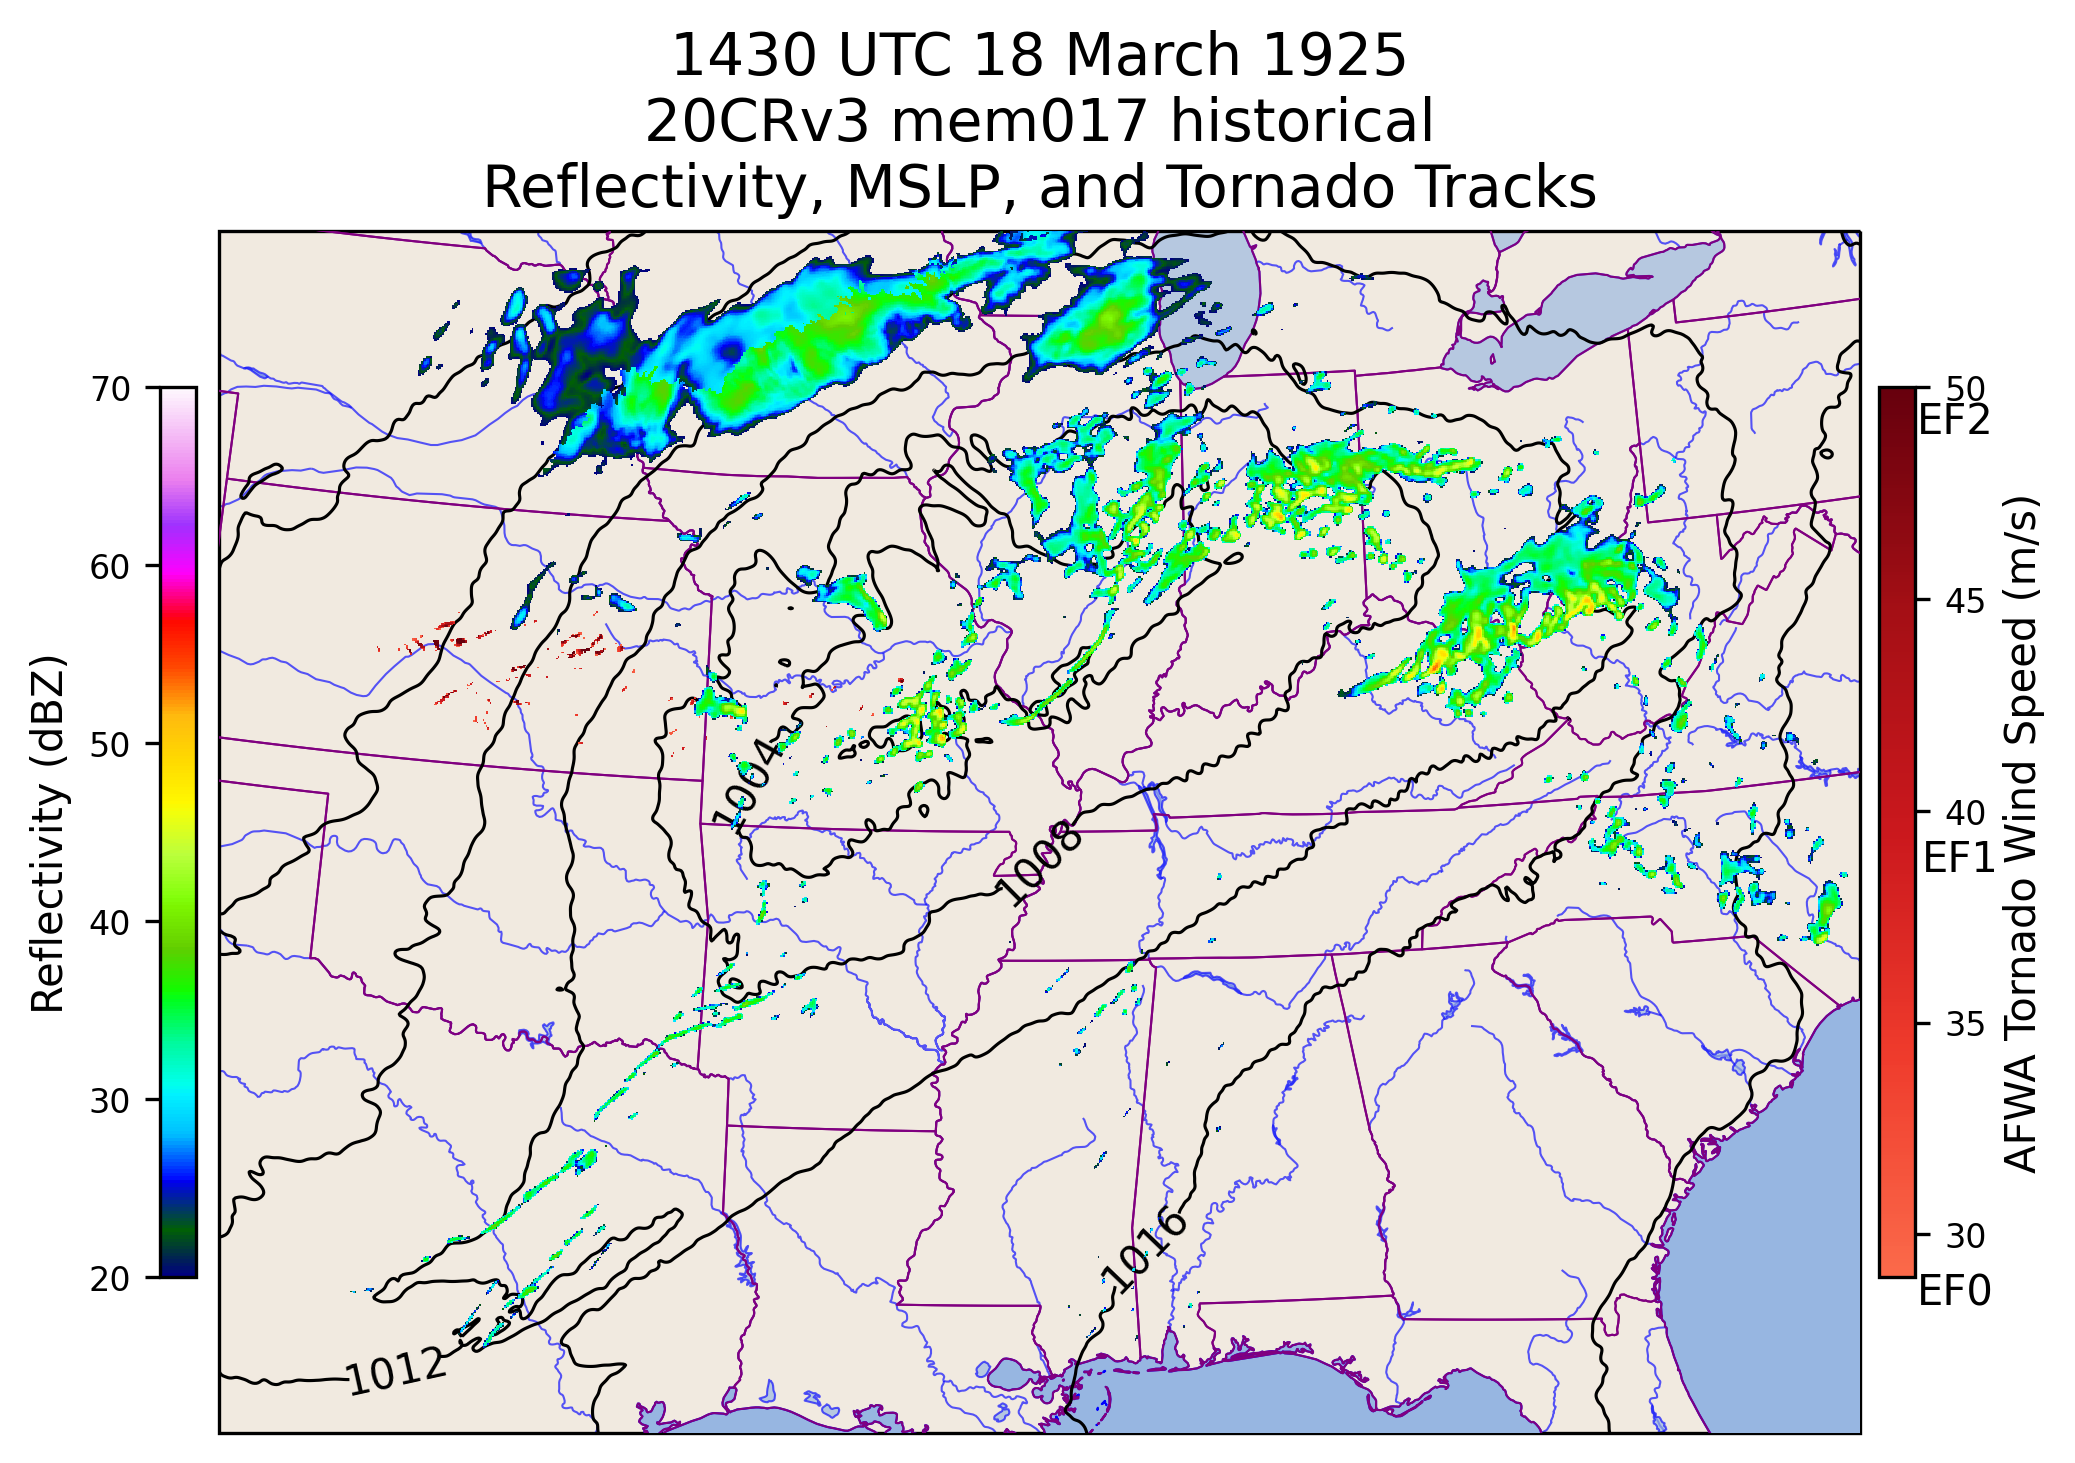 1430 UTC 18 March 1925
20CRv3 mem017 historical
Reflectivity, MSLP, and Tornado Tracks
70
60
50
40
30
20
Reflectivity (dBZ)
1004
1008
1016
1012
50
EF2
45
40
EF1
35
30
EF0
AFWA Tornado Wind Speed (m/s)